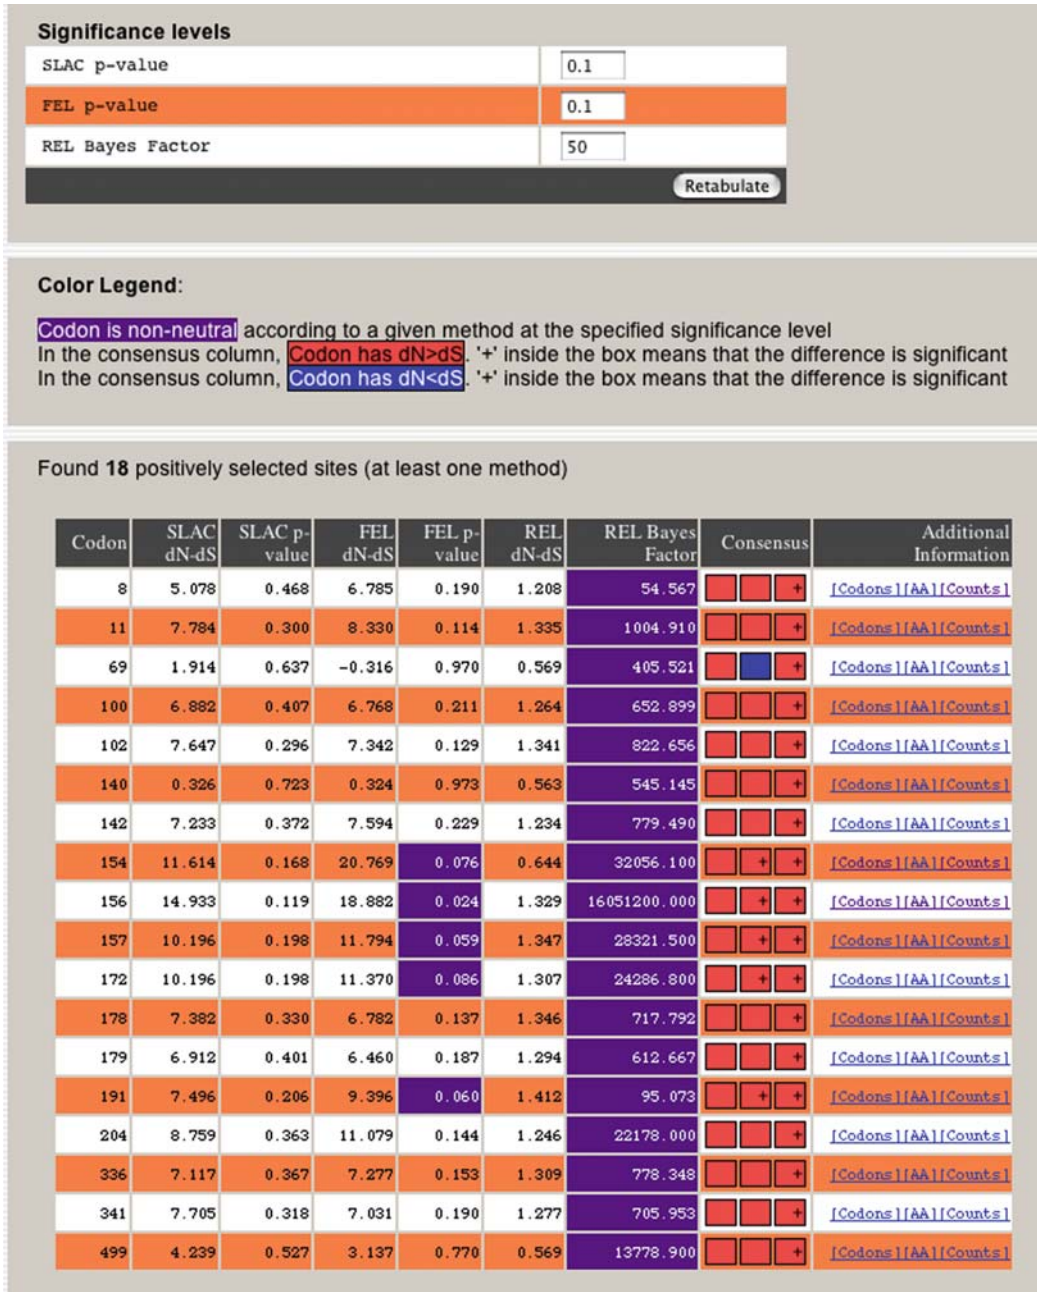 Significance levels
SLAC p-value 0.1
FEL p-value 0.1
REL Bayes Factor 50
Retabulate
Color Legend:
Codon is non-neutral according to a given method at the specified significance level
In the consensus column, Codon has dN>dS. '+' inside the box means that the difference is significant
In the consensus column, Codon has dN<dS. '+' inside the box means that the difference is significant
Found 18 positively selected sites (at least one method)
Codon SLAC dN-dS SLAC p-value FEL dN-dS FEL p-value REL dN-dS REL Bayes Factor Consensus Additional Information
8 5.078 0.468 6.785 0.190 1.208 54.567 + [Codons][AA][Counts]
11 7.784 0.300 8.330 0.114 1.335 1004.910 + [Codons][AA][Counts]
69 1.914 0.637 -0.316 0.970 0.569 405.521 + [Codons][AA][Counts]
100 6.882 0.407 6.768 0.211 1.264 652.899 + [Codons][AA][Counts]
102 7.647 0.296 7.342 0.129 1.341 822.656 + [Codons][AA][Counts]
140 0.326 0.723 0.324 0.973 0.563 545.145 + [Codons][AA][Counts]
142 7.233 0.372 7.594 0.229 1.234 779.490 + [Codons][AA][Counts]
154 11.614 0.168 20.769 0.076 0.644 32056.100 + + [Codons][AA][Counts]
156 14.933 0.119 18.882 0.024 1.329 16051200.000 + + [Codons][AA][Counts]
157 10.196 0.198 11.794 0.059 1.347 28321.500 + + [Codons][AA][Counts]
172 10.196 0.198 11.370 0.086 1.307 24286.800 + + [Codons][AA][Counts]
178 7.382 0.330 6.782 0.137 1.346 717.792 + [Codons][AA][Counts]
179 6.912 0.401 6.460 0.187 1.294 612.667 + [Codons][AA][Counts]
191 7.496 0.206 9.396 0.060 1.412 95.073 + + [Codons][AA][Counts]
204 8.759 0.363 11.079 0.144 1.246 22178.000 + [Codons][AA][Counts]
336 7.117 0.367 7.277 0.153 1.309 778.348 + [Codons][AA][Counts]
341 7.705 0.318 7.031 0.190 1.277 705.953 + [Codons][AA][Counts]
499 4.239 0.527 3.137 0.770 0.569 13778.900 + [Codons][AA][Counts]